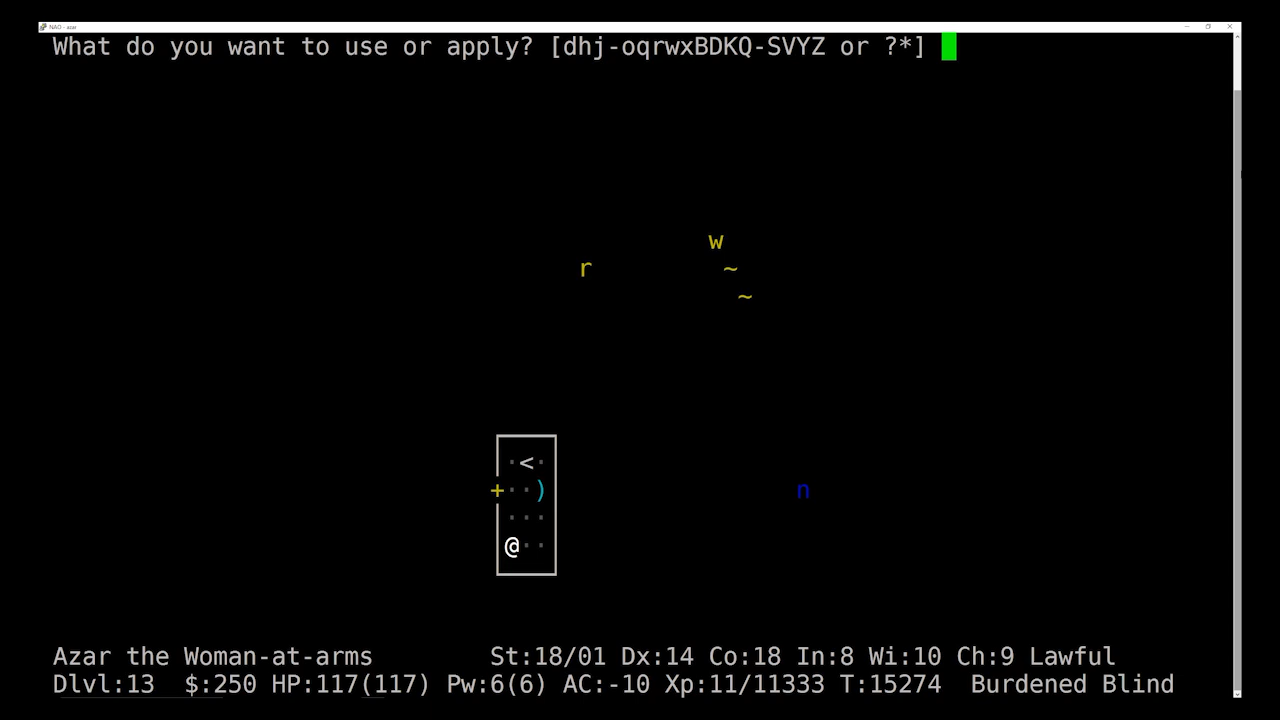 NAO - azar
What do you want to use or apply? [dhj-oqrwxBDKQ-SVYZ or ?*]
w
r ~
~
·<·
+··) n
···
@··
Azar the Woman-at-arms St:18/01 Dx:14 Co:18 In:8 Wi:10 Ch:9 Lawful
Dlvl:13 $:250 HP:117(117) Pw:6(6) AC:-10 Xp:11/11333 T:15274 Burdened Blind